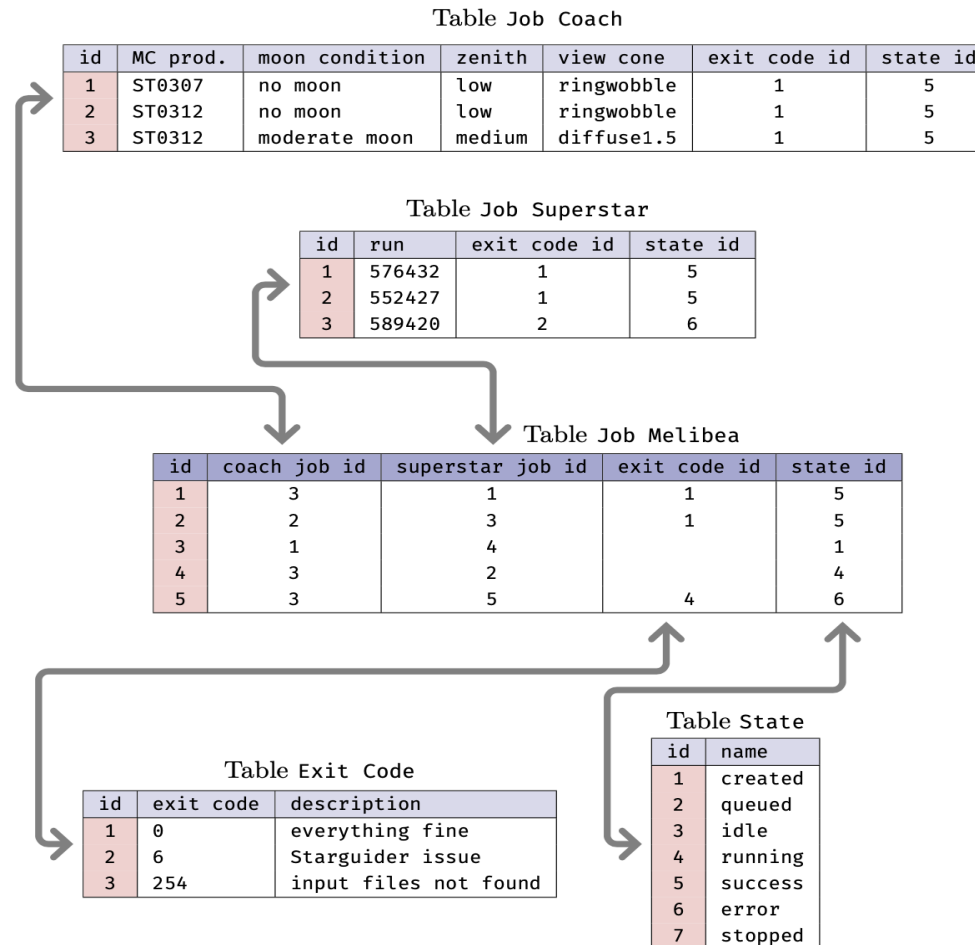 Table Job Coach
id MC prod. moon condition zenith view cone exit code id state id
1 ST0307 no moon low ringwobble 1 5
2 ST0312 no moon low ringwobble 1 5
3 ST0312 moderate moon medium diffuse1.5 1 5
Table Job Superstar
id run exit code id state id
1 576432 1 5
2 552427 1 5
3 589420 2 6
Table Job Melibea
id coach job id superstar job id exit code id state id
1 3 1 1 5
2 2 3 1 5
3 1 4 1
4 3 2 4
5 3 5 4 6
Table State
id name
1 created
2 queued
3 idle
4 running
5 success
6 error
7 stopped
Table Exit Code
id exit code description
1 0 everything fine
2 6 Starguider issue
3 254 input files not found